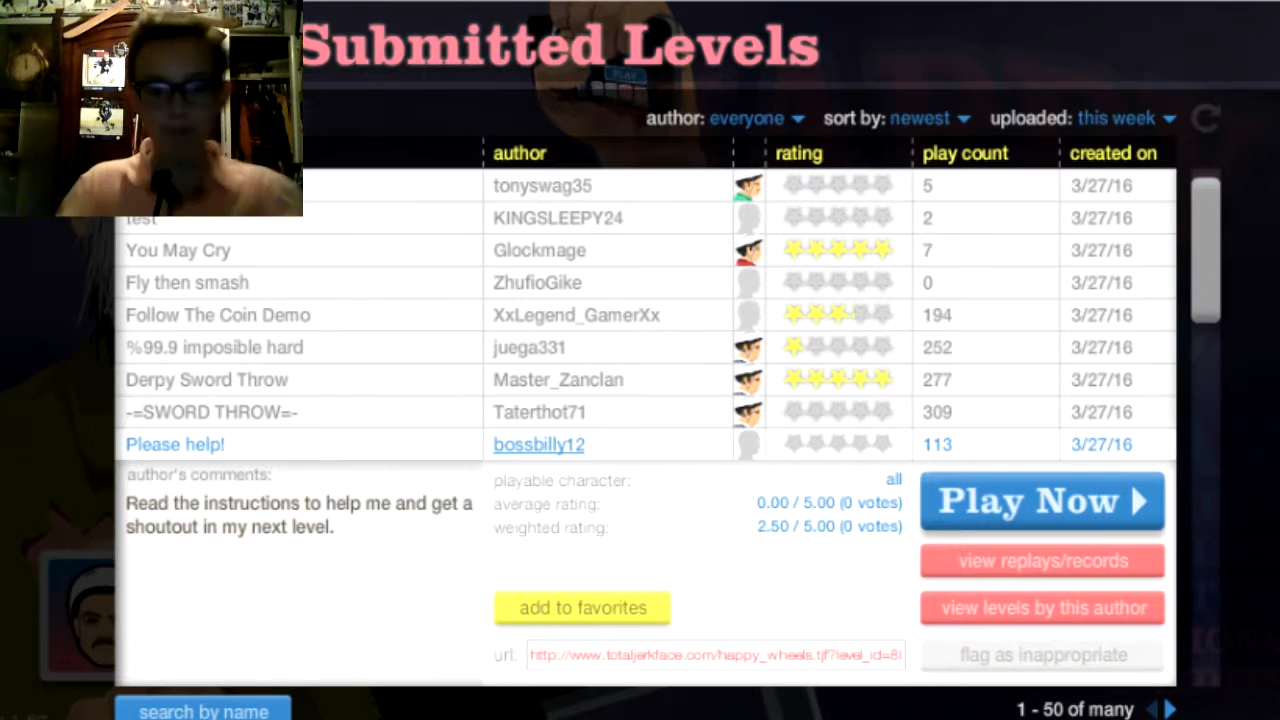 Submitted Levels
author: everyone sort by: newest uploaded: this week
author rating play count created on
tonyswag35 5 3/27/16
test KINGSLEEPY24 2 3/27/16
You May Cry Glockmage 7 3/27/16
Fly then smash ZhufioGike 0 3/27/16
Follow The Coin Demo XxLegend_GamerXx 194 3/27/16
%99.9 imposible hard juega331 252 3/27/16
Derpy Sword Throw Master_Zanclan 277 3/27/16
-=SWORD THROW=- Taterthot71 309 3/27/16
Please help! bossbilly12 113 3/27/16
author's comments:
Read the instructions to help me and get a
shoutout in my next level.
playable character: all
average rating: 0.00 / 5.00 (0 votes)
weighted rating: 2.50 / 5.00 (0 votes)
Play Now
view replays/records
add to favorites
view levels by this author
url: http://www.totaljerkface.com/happy_wheels.tjf?level_id=8
flag as inappropriate
search by name
1 - 50 of many